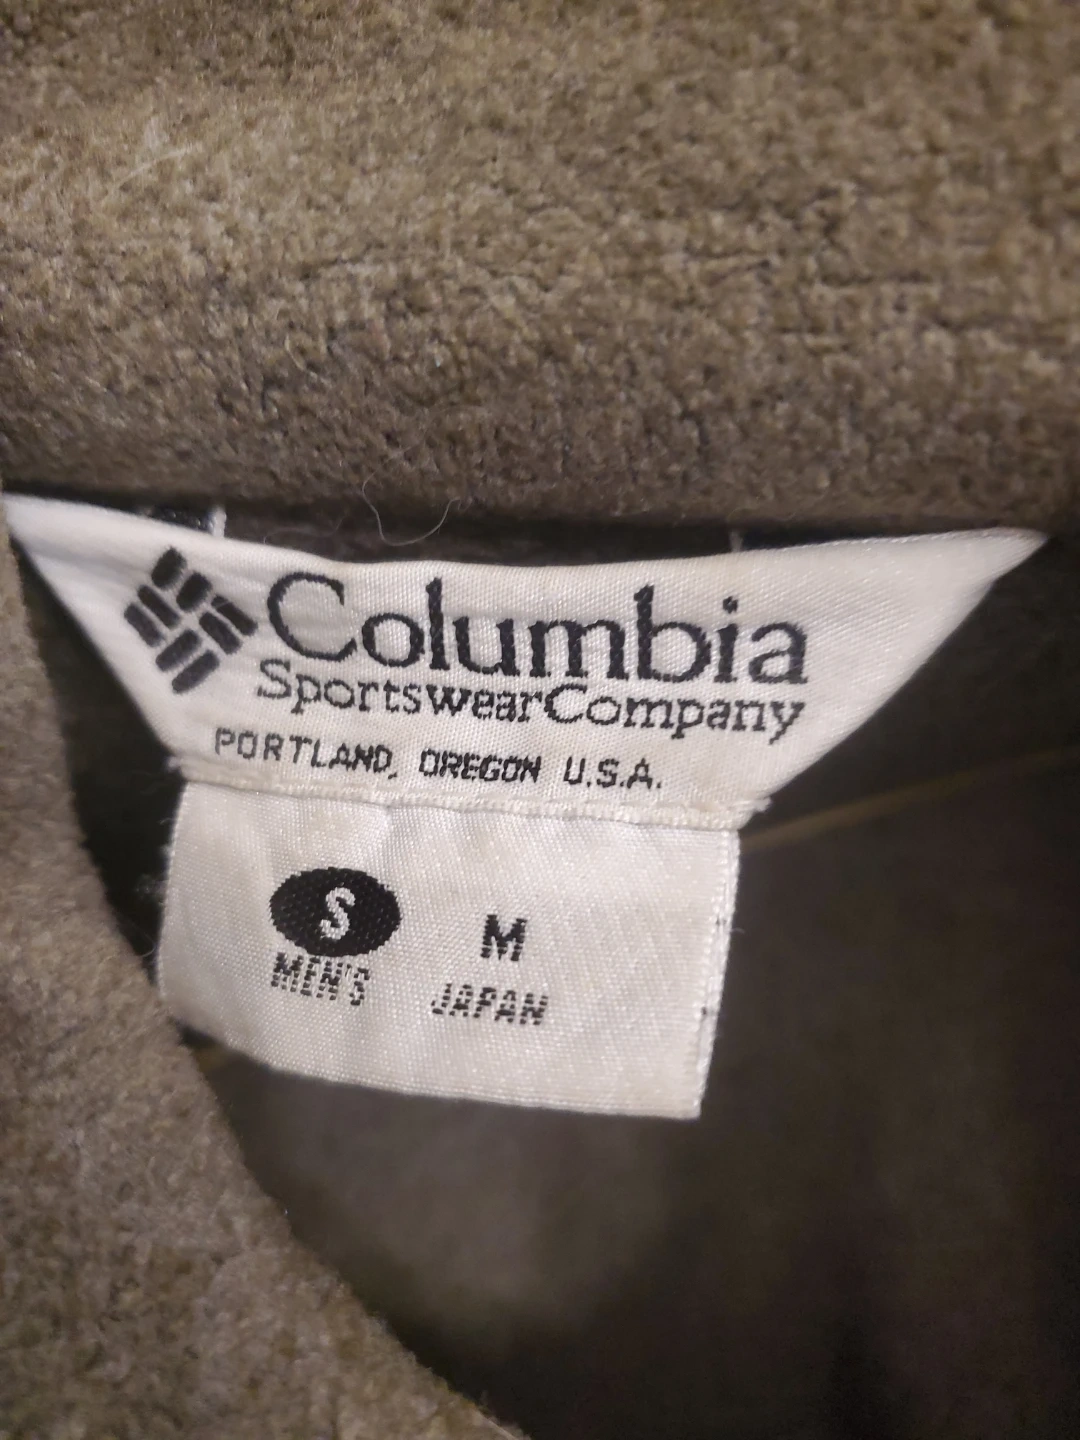 Columbia
SportswearCompany
PORTLAND, OREGON U.S.A.
S M
MEN'S JAPAN